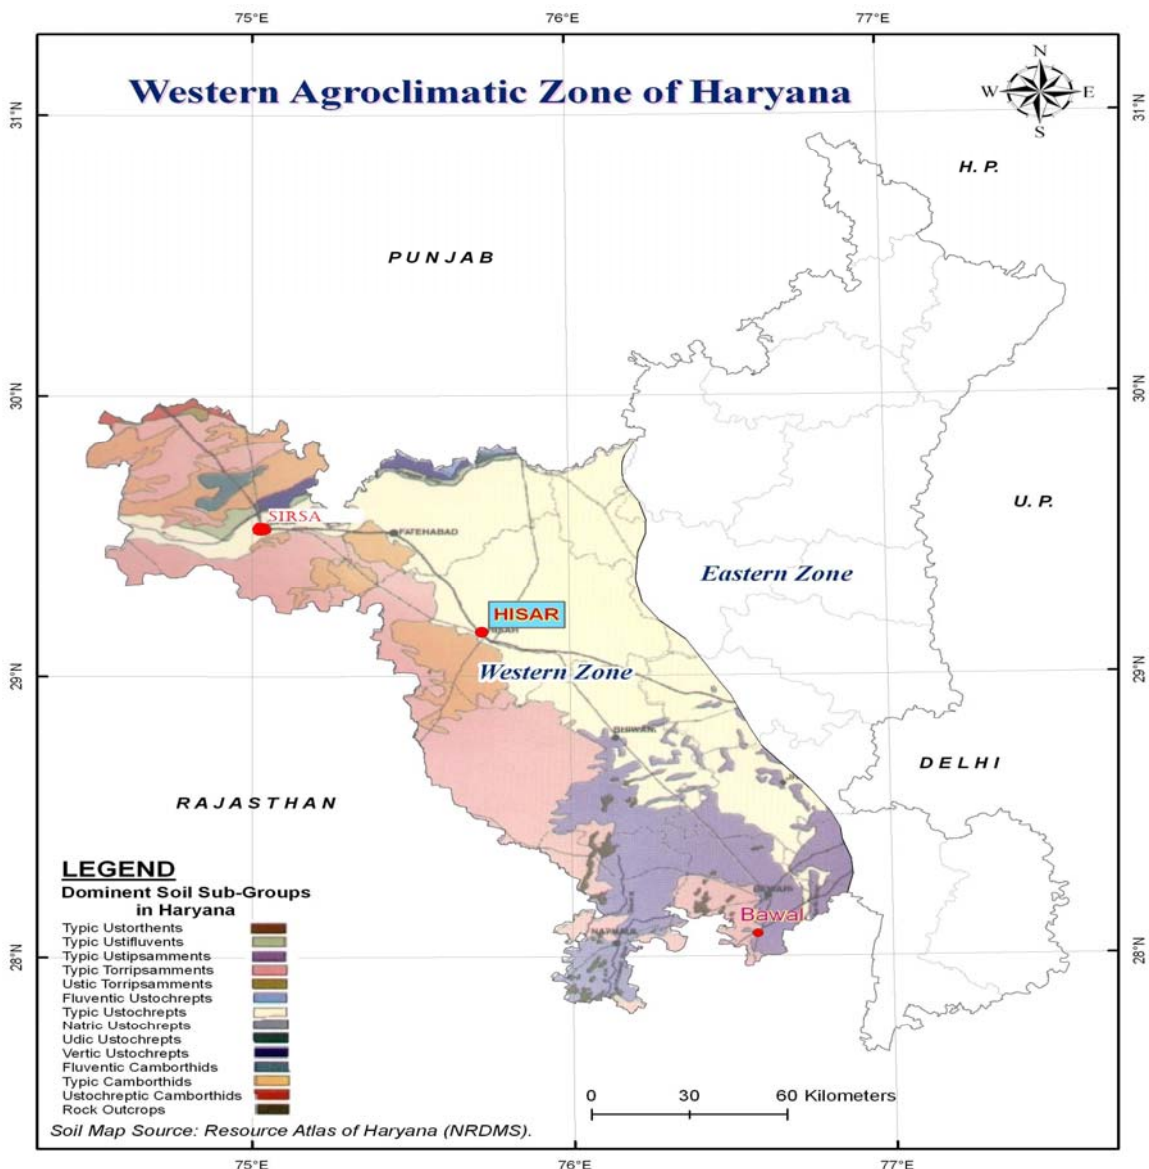 75°E 76°E 77°E
Western Agroclimatic Zone of Haryana
N
W E
S
31°N 31°N
H. P.
PUNJAB
30°N 30°N
U. P.
SIRSA
FATEHABAD
Eastern Zone
HISAR
Western Zone
29°N 29°N
BHIWANI
DELHI
RAJASTHAN
Bawal
28°N 28°N
LEGEND
Dominent Soil Sub-Groups
in Haryana
Typic Ustorthents
Typic Ustifluvents
Typic Ustipsamments
Typic Torripsamments
Ustic Torripsamments
Fluventic Ustochrepts
Typic Ustochrepts
Natric Ustochrepts
Udic Ustochrepts
Vertic Ustochrepts
Fluventic Camborthids
Typic Camborthids
Ustochreptic Camborthids
Rock Outcrops
0 30 60 Kilometers
Soil Map Source: Resource Atlas of Haryana (NRDMS).
75°E 76°E 77°E